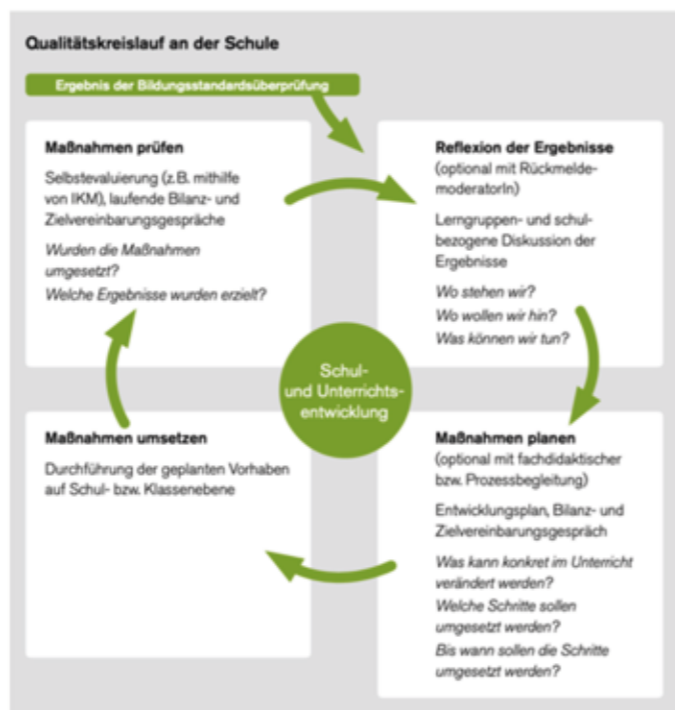 Qualitätskreislauf an der Schule
Ergebnis der Bildungsstandardsüberprüfung
Maßnahmen prüfen
Selbstevaluierung (z.B. mithilfe
von IKM), laufende Bilanz- und
Zielvereinbarungsgespräche
Wurden die Maßnahmen
umgesetzt?
Welche Ergebnisse wurden erzielt?
Reflexion der Ergebnisse
(optional mit Rückmelde-
moderatorIn)
Lerngruppen- und schul-
bezogene Diskussion der
Ergebnisse
Wo stehen wir?
Wo wollen wir hin?
Was können wir tun?
Schul-
und Unterrichts-
entwicklung
Maßnahmen umsetzen
Durchführung der geplanten Vorhaben
auf Schul- bzw. Klassenebene
Maßnahmen planen
(optional mit fachdidaktischer
bzw. Prozessbegleitung)
Entwicklungsplan, Bilanz- und
Zielvereinbarungsgespräch
Was kann konkret im Unterricht
verändert werden?
Welche Schritte sollen
umgesetzt werden?
Bis wann sollen die Schritte
umgesetzt werden?